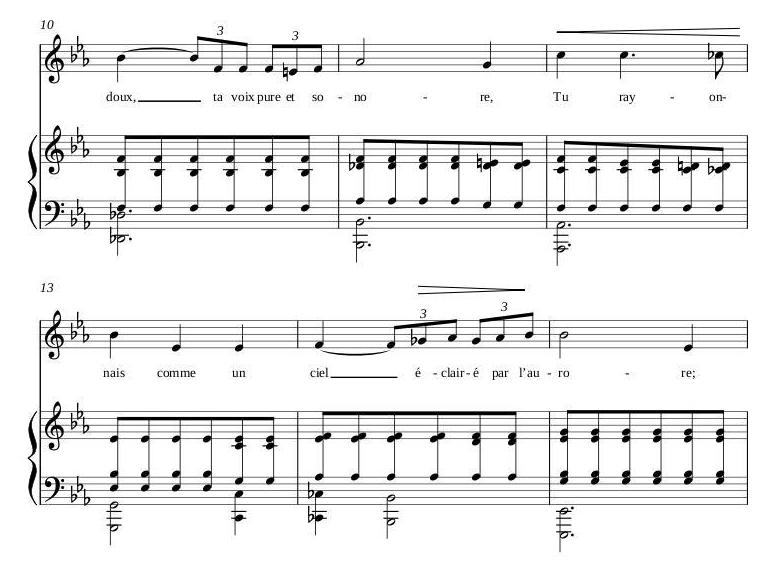 10
3 3
doux, ta voix pure et so - no - re, Tu ray - on-
13
3 3
nais comme un ciel é - clair - é par l'au - ro - re;